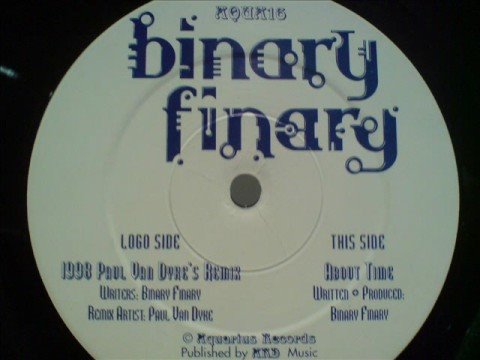 AQUA16
binary
finary
LOGO SIDE THIS SIDE
1998 PAUL VAN DYKE'S REMIX ABOUT TIME
WRITERS: BINARY FINARY WRITTEN & PRODUCED:
REMIX ARTIST: PAUL VAN DYKE BINARY FINARY
© Aquarius Records
Published by MKD Music